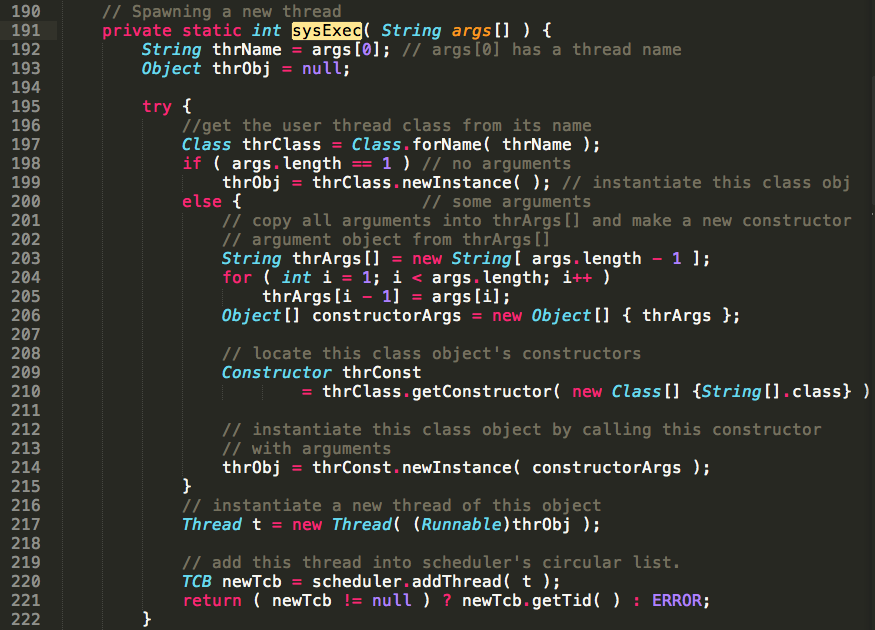 190 // Spawning a new thread
191 private static int sysExec( String args[] ) {
192 String thrName = args[0]; // args[0] has a thread name
193 Object thrObj = null;
194
195 try {
196 //get the user thread class from its name
197 Class thrClass = Class.forName( thrName );
198 if ( args.length == 1 ) // no arguments
199 thrObj = thrClass.newInstance( ); // instantiate this class obj
200 else { // some arguments
201 // copy all arguments into thrArgs[] and make a new constructor
202 // argument object from thrArgs[]
203 String thrArgs[] = new String[ args.length - 1 ];
204 for ( int i = 1; i < args.length; i++ )
205 thrArgs[i - 1] = args[i];
206 Object[] constructorArgs = new Object[] { thrArgs };
207
208 // locate this class object's constructors
209 Constructor thrConst
210 = thrClass.getConstructor( new Class[] {String[].class} )
211
212 // instantiate this class object by calling this constructor
213 // with arguments
214 thrObj = thrConst.newInstance( constructorArgs );
215 }
216 // instantiate a new thread of this object
217 Thread t = new Thread( (Runnable)thrObj );
218
219 // add this thread into scheduler's circular list.
220 TCB newTcb = scheduler.addThread( t );
221 return ( newTcb != null ) ? newTcb.getTid( ) : ERROR;
222 }